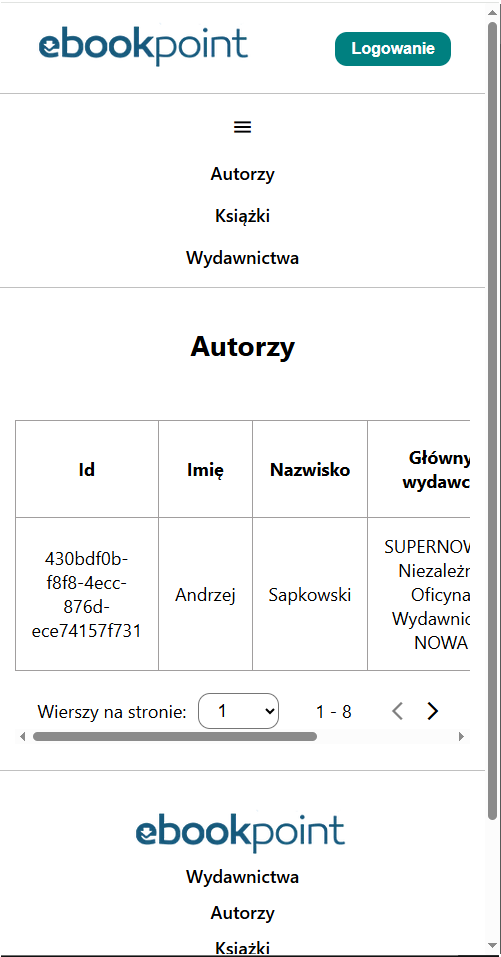 ebookpoint
Logowanie
Autorzy
Książki
Wydawnictwa
Autorzy
Id
Imię
Nazwisko
Główny
wydawc
430bdf0b-
f8f8-4ecc-
876d-
ece74157f731
Andrzej
Sapkowski
SUPERNOW
Niezależn
Oficyna
Wydawnic
NOWA
Wierszy na stronie: 1 1 - 8
ebookpoint
Wydawnictwa
Autorzy
Książki